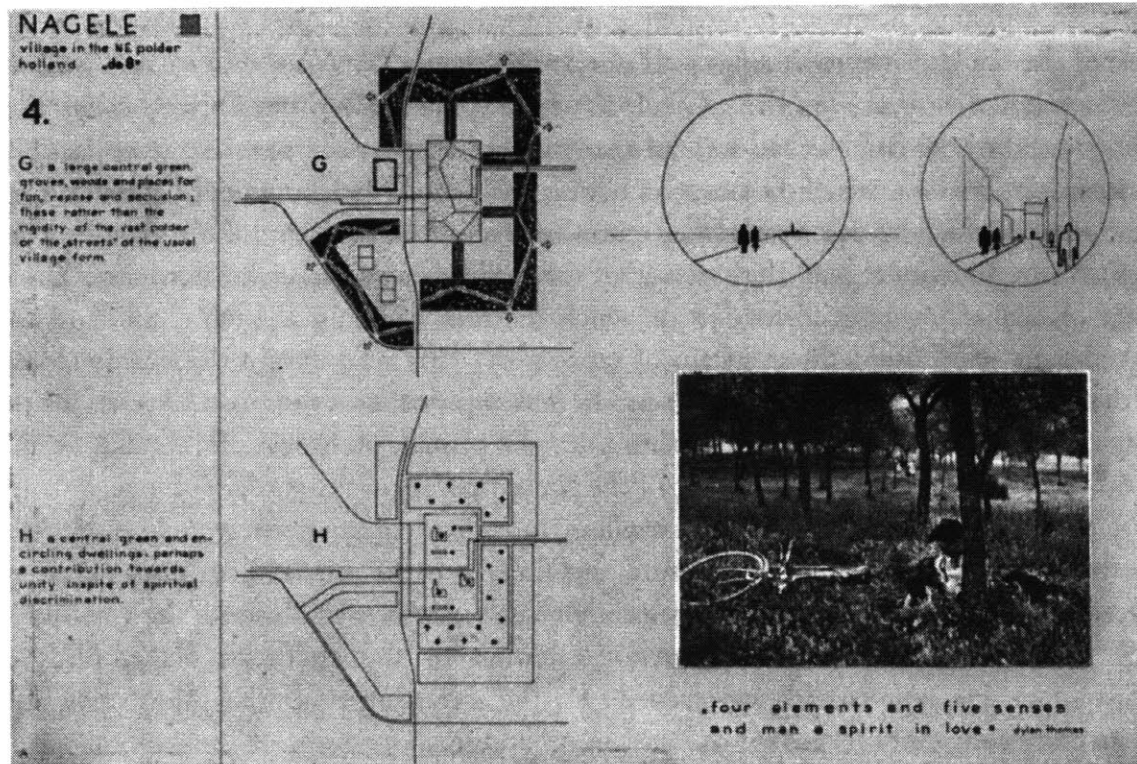 NAGELE
village in the NE polder
holland „de 8"
4.
G a large central green
groves, woods and places for
fun, repose and seclusion;
these rather than the
rigidity of the vast polder
or the „streets" of the usual
village form
G
H a central green and en-
circling dwellings: perhaps
a contribution towards
unity inspite of spiritual
discrimination.
H
„four elements and five senses
and man a spirit in love" dylan thomas